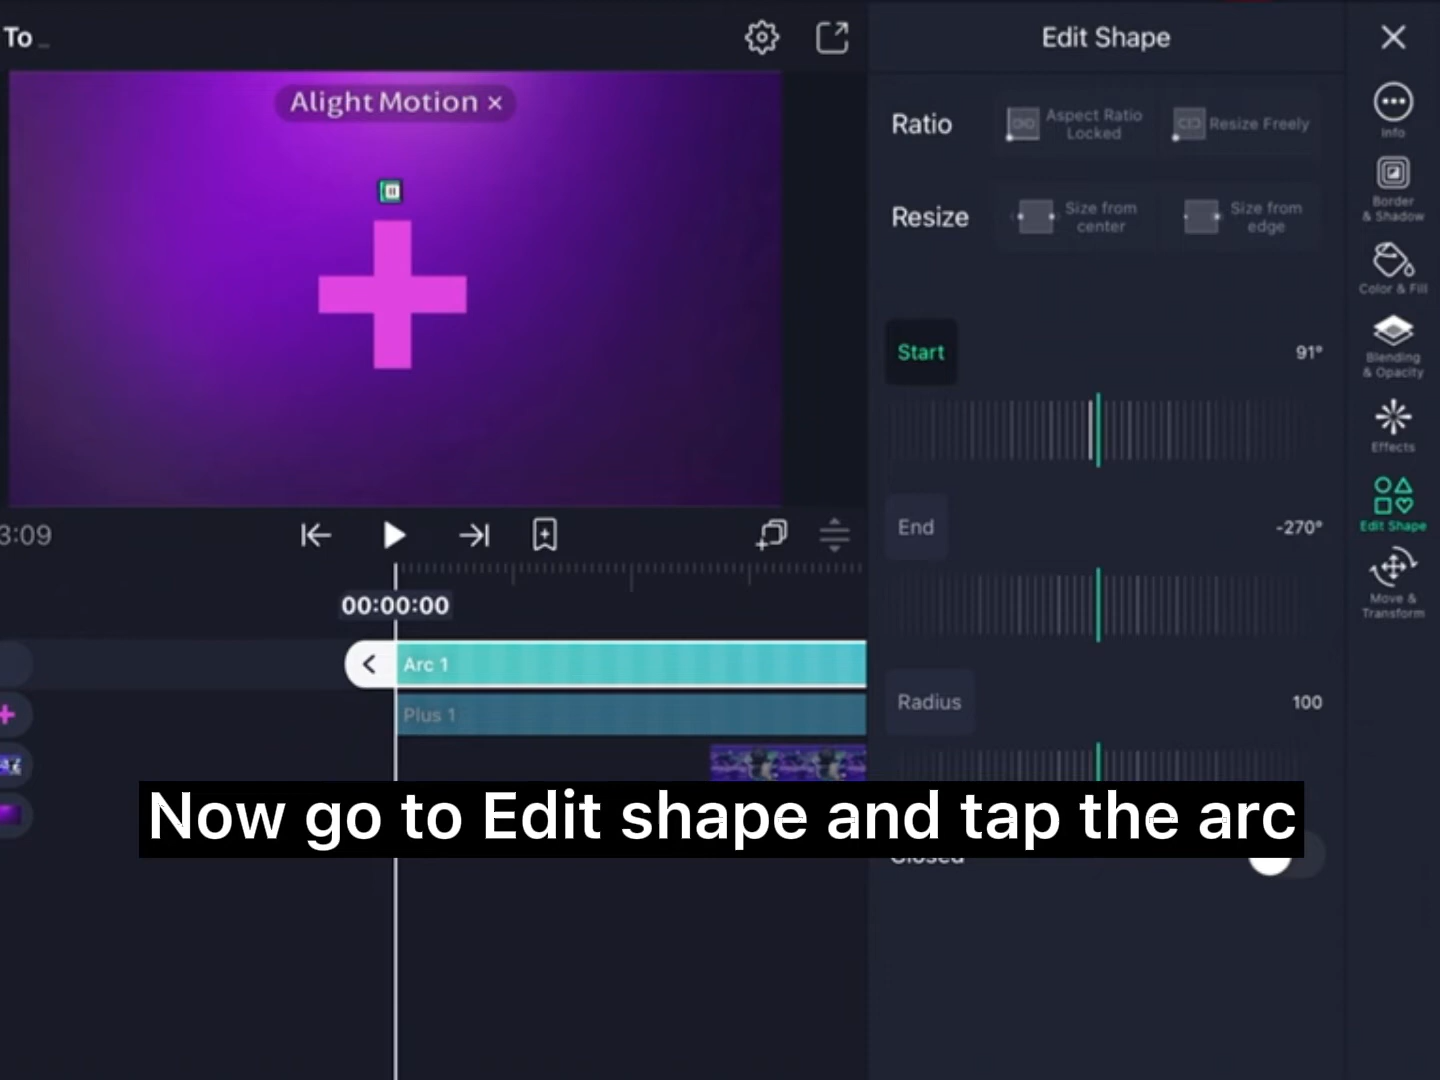 To _
Edit Shape
Alight Motion ×
Ratio
Aspect Ratio
Locked
Resize Freely
Info
Resize
Size from
center
Size from
edge
Border
& Shadow
Color & Fill
Start
91°
Blending
& Opacity
Effects
End
-270°
Edit Shape
3:09
Move &
Transform
00:00:00
Arc 1
Plus 1
Radius
100
Now go to Edit shape and tap the arc
Closed